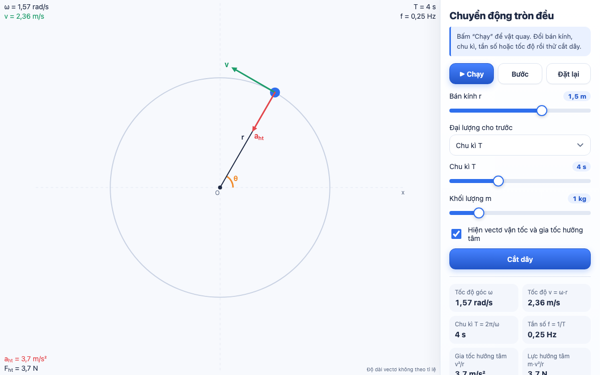 ω = 1,57 rad/s
v = 2,36 m/s
T = 4 s
f = 0,25 Hz
v
r
aht
θ
O
x
aht = 3,7 m/s²
Fht = 3,7 N
Độ dài vectơ không theo tỉ lệ
Chuyển động tròn đều
Bấm “Chạy” để vật quay. Đổi bán kính,
chu kì, tần số hoặc tốc độ rồi thử cắt dây.
▶ Chạy
Bước
Đặt lại
Bán kính r
1,5 m
Đại lượng cho trước
Chu kì T
Chu kì T
4 s
Khối lượng m
1 kg
Hiện vectơ vận tốc và gia tốc hướng
tâm
Cắt dây
Tốc độ góc ω
1,57 rad/s
Tốc độ v = ω·r
2,36 m/s
Chu kì T = 2π/ω
4 s
Tần số f = 1/T
0,25 Hz
Gia tốc hướng tâm
v²/r
3,7 m/s²
Lực hướng tâm
m·v²/r
3,7 N